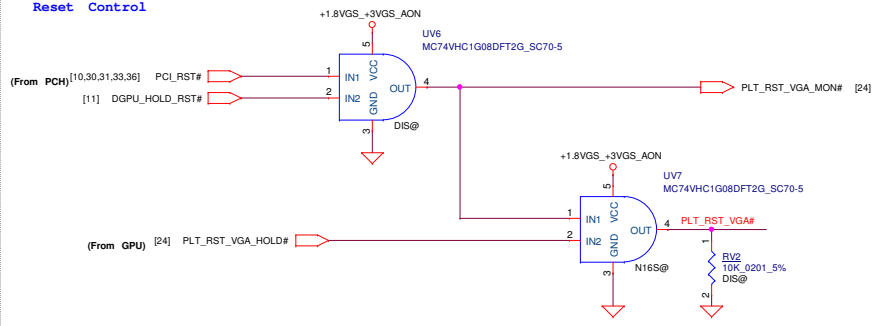 Reset Control
+1.8VGS_+3VGS_AON
UV6
MC74VHC1G08DFT2G_SC70-5
5
VCC
(From PCH) [10,30,31,33,36] PCI_RST# 1 IN1
OUT 4 PLT_RST_VGA_MON# [24]
[11] DGPU_HOLD_RST# 2 IN2
GND
3
DIS@
+1.8VGS_+3VGS_AON
UV7
MC74VHC1G08DFT2G_SC70-5
5
VCC
1 IN1
OUT 4 PLT_RST_VGA#
(From GPU) [24] PLT_RST_VGA_HOLD# 2 IN2
GND
3
N16S@
1
RV2
10K_0201_5%
DIS@
2